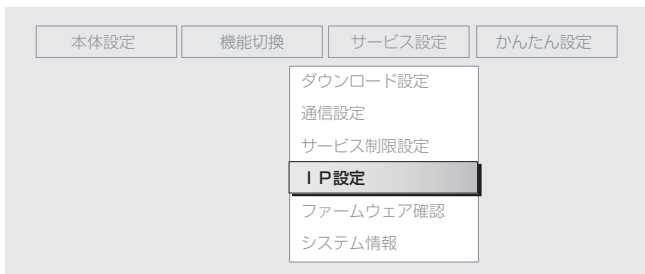 本体設定 機能切換 サービス設定 かんたん設定
ダウンロード設定
通信設定
サービス制限設定
ＩＰ設定
ファームウェア確認
システム情報